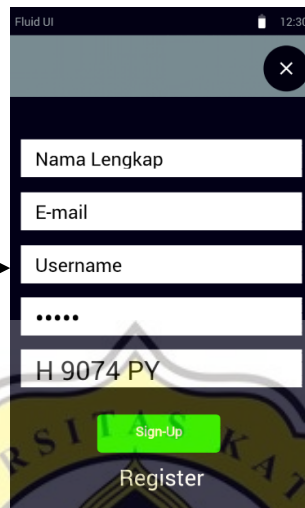 Fluid UI 12:30
×
Nama Lengkap
E-mail
Username
•••••
H 9074 PY
Sign-Up
Register